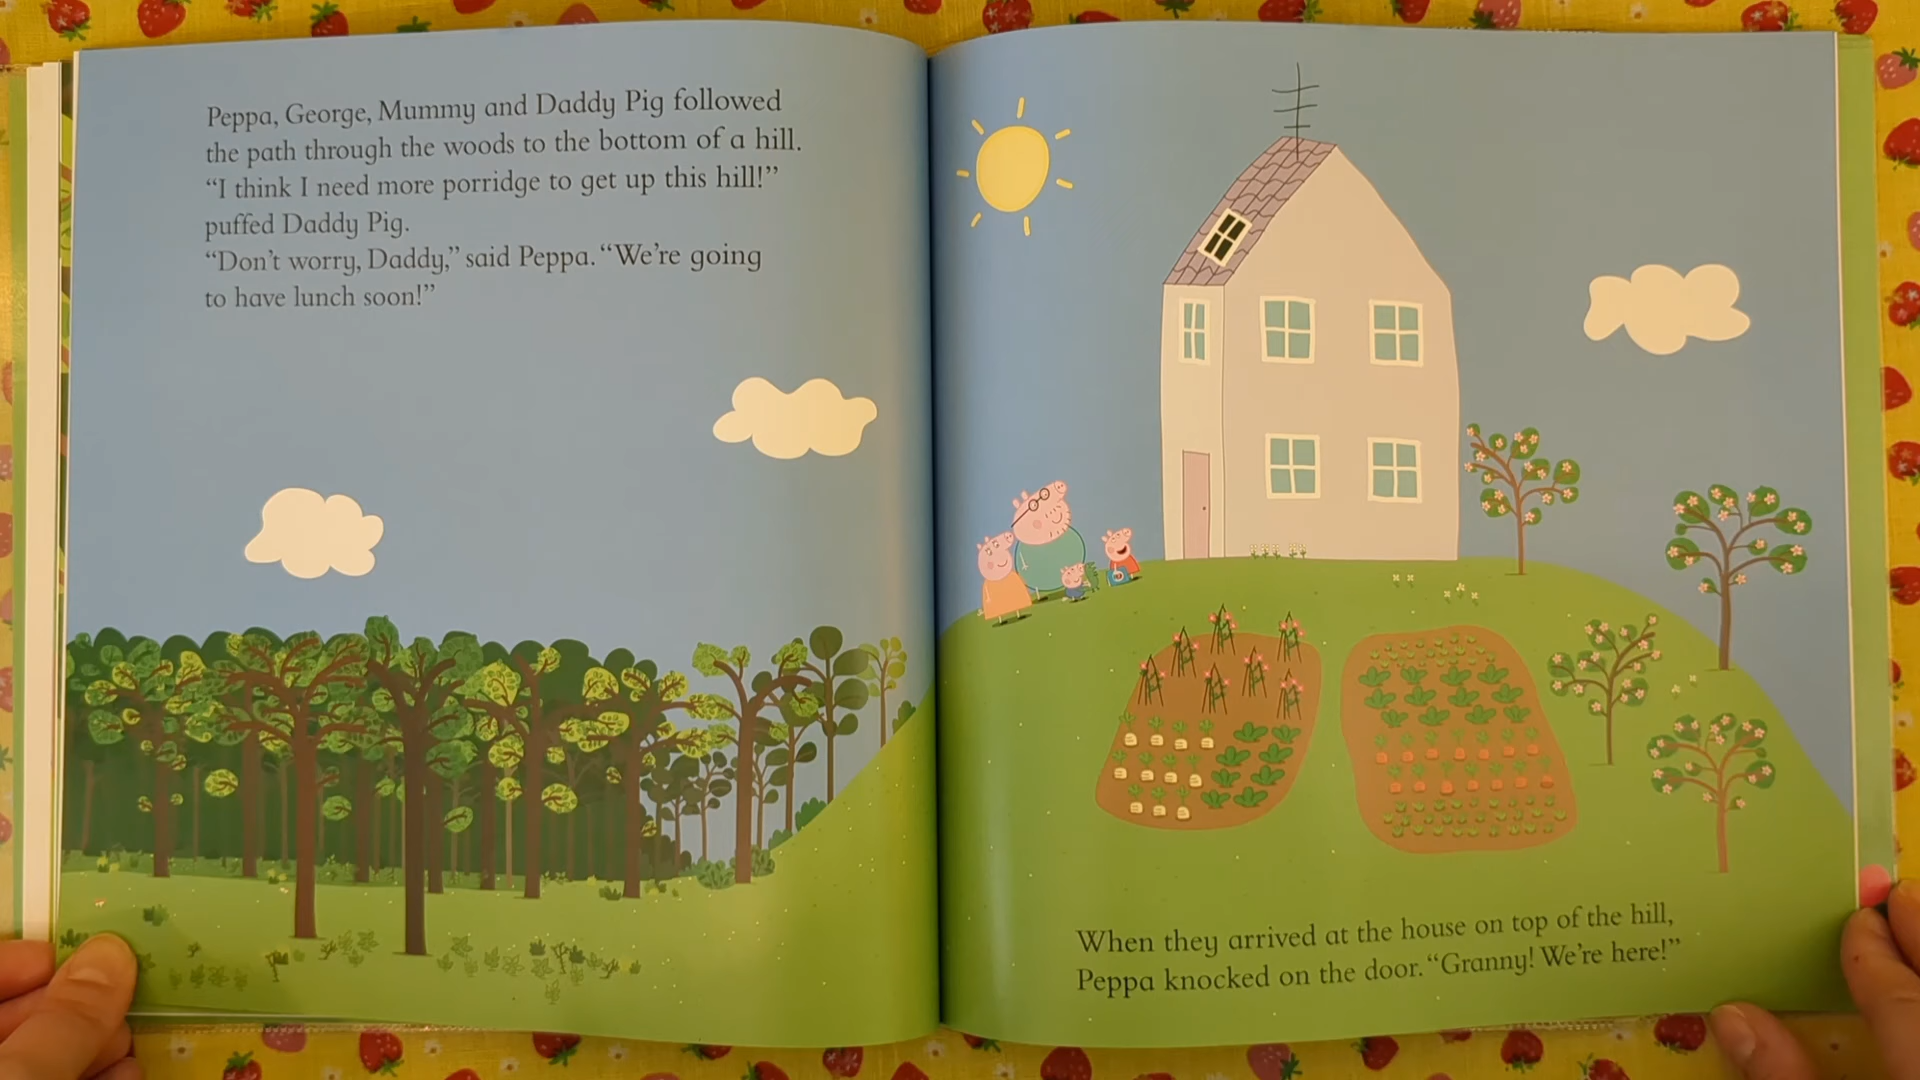 Peppa, George, Mummy and Daddy Pig followed
the path through the woods to the bottom of a hill.
“I think I need more porridge to get up this hill!”
puffed Daddy Pig.
“Don’t worry, Daddy,” said Peppa. “We’re going
to have lunch soon!”
When they arrived at the house on top of the hill,
Peppa knocked on the door. “Granny! We’re here!”